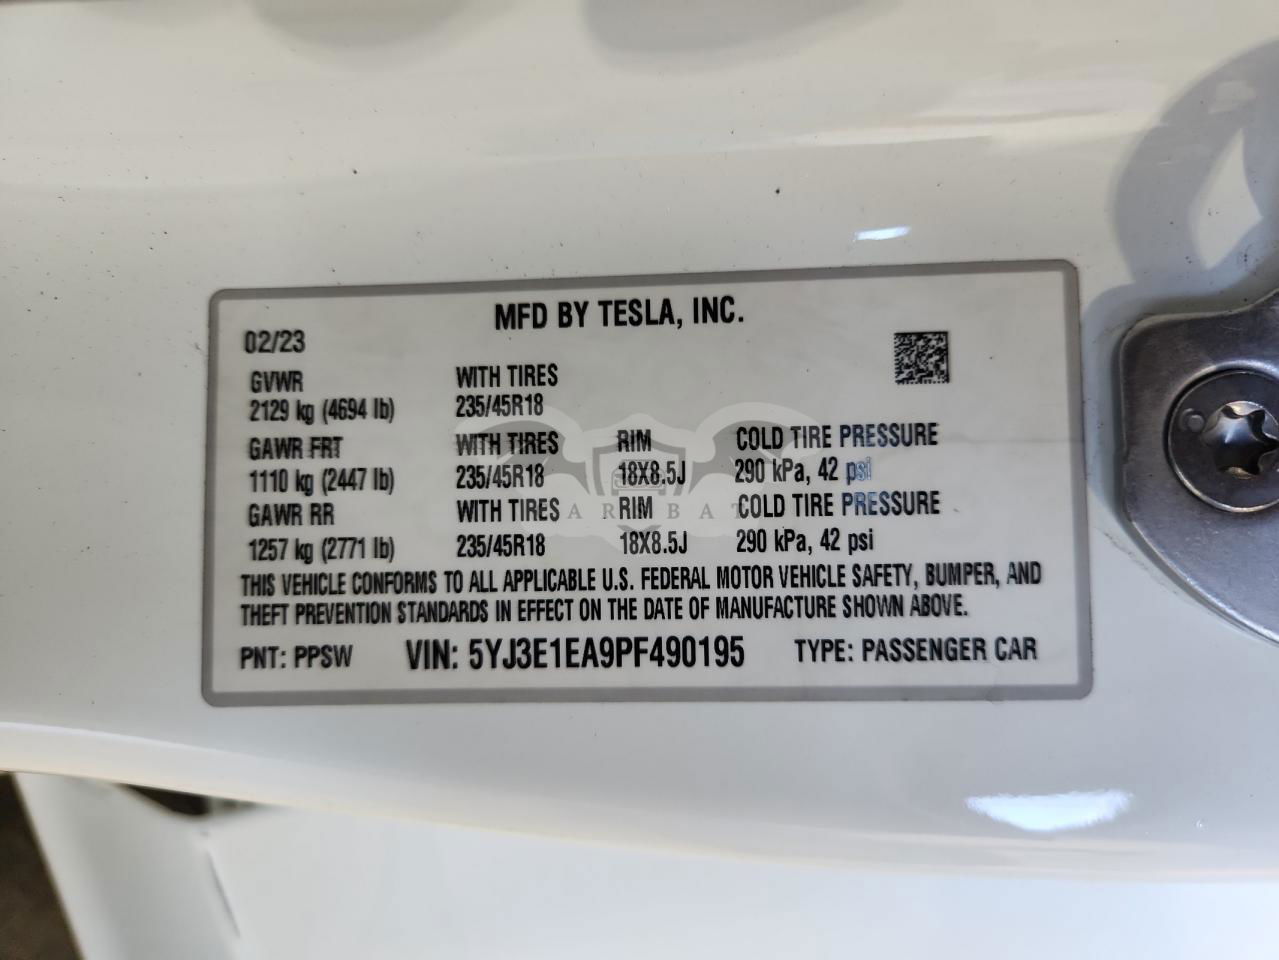 MFD BY TESLA, INC.
02/23
GVWR WITH TIRES
2129 kg (4694 lb) 235/45R18
GAWR FRT WITH TIRES RIM COLD TIRE PRESSURE
1110 kg (2447 lb) 235/45R18 18X8.5J 290 kPa, 42 psi
GAWR RR WITH TIRES RIM COLD TIRE PRESSURE
1257 kg (2771 lb) 235/45R18 18X8.5J 290 kPa, 42 psi
THIS VEHICLE CONFORMS TO ALL APPLICABLE U.S. FEDERAL MOTOR VEHICLE SAFETY, BUMPER, AND
THEFT PREVENTION STANDARDS IN EFFECT ON THE DATE OF MANUFACTURE SHOWN ABOVE.
PNT: PPSW VIN: 5YJ3E1EA9PF490195 TYPE: PASSENGER CAR